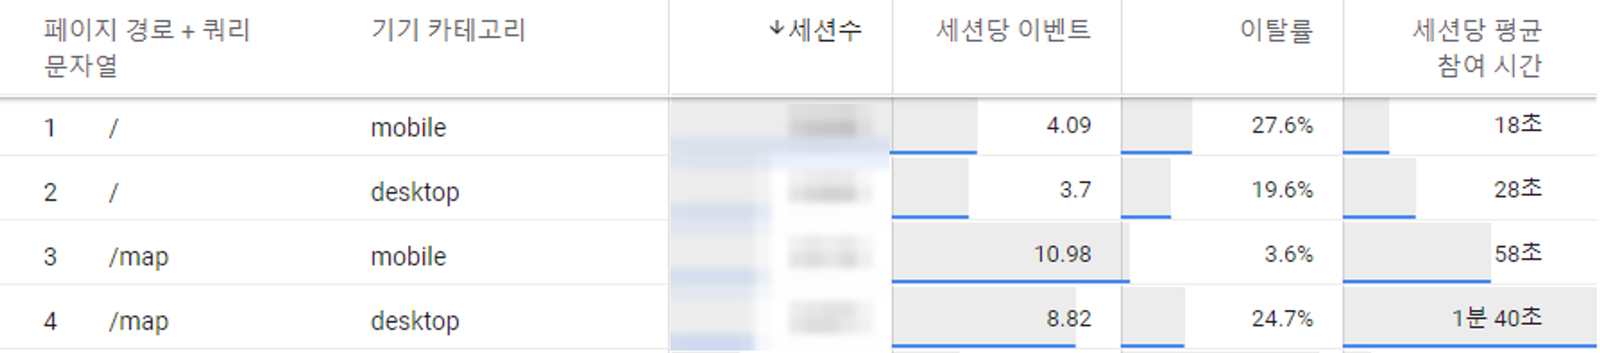 페이지 경로 + 쿼리 문자열 기기 카테고리 ↓세션수 세션당 이벤트 이탈률 세션당 평균 참여 시간
1 / mobile 4.09 27.6% 18초
2 / desktop 3.7 19.6% 28초
3 /map mobile 10.98 3.6% 58초
4 /map desktop 8.82 24.7% 1분 40초